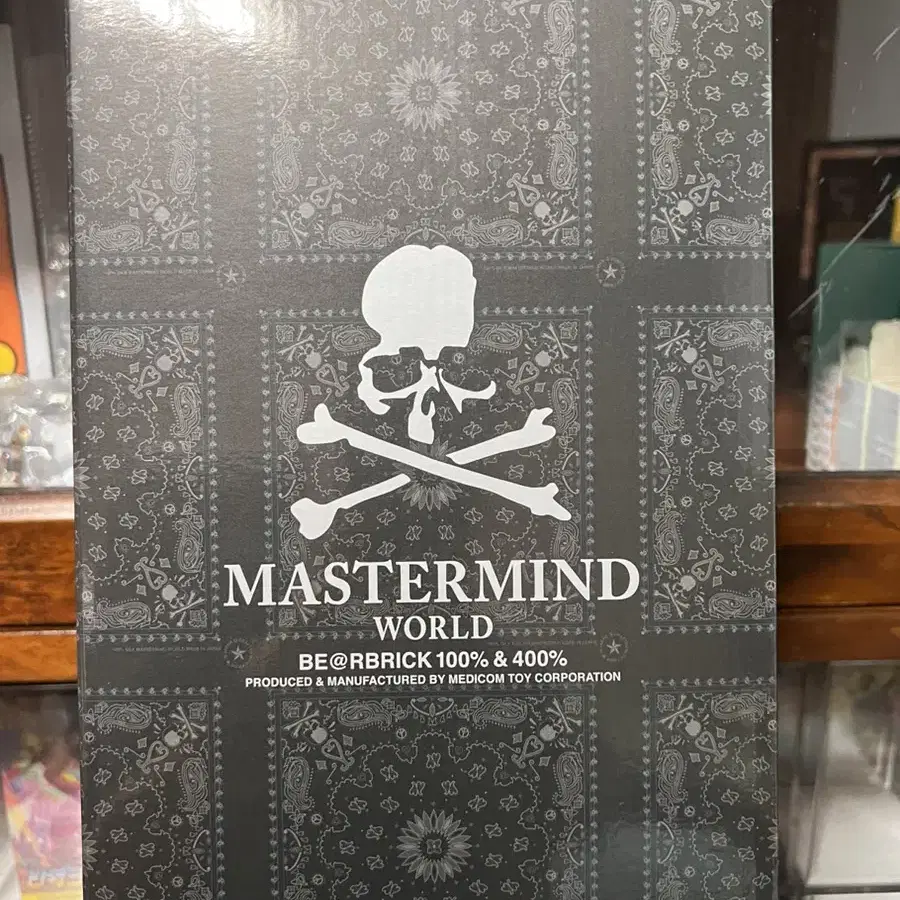 MASTERMIND
WORLD
BE@RBRICK 100% & 400%
PRODUCED & MANUFACTURED BY MEDICOM TOY CORPORATION